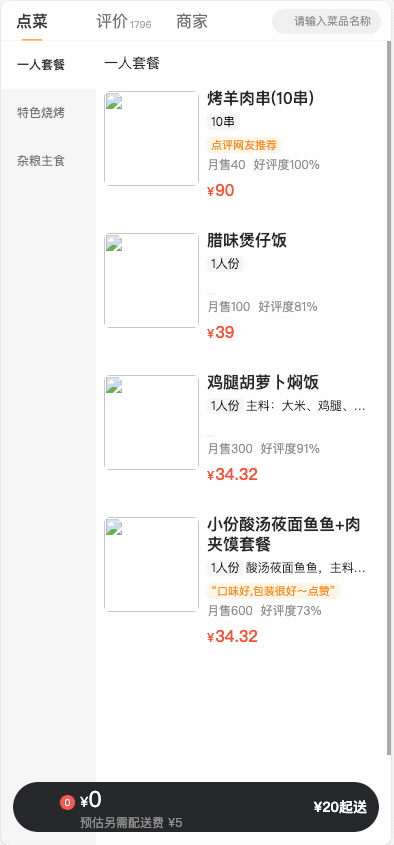 点菜 评价 1796 商家 请输入菜品名称
一人套餐
特色烧烤
杂粮主食
一人套餐
烤羊肉串(10串)
10串
点评网友推荐
月售40 好评度100%
¥90
腊味煲仔饭
1人份
月售100 好评度81%
¥39
鸡腿胡萝卜焖饭
1人份 主料：大米、鸡腿、...
月售300 好评度91%
¥34.32
小份酸汤莜面鱼鱼+肉
夹馍套餐
1人份 酸汤莜面鱼鱼，主料...
“口味好,包装很好～点赞”
月售600 好评度73%
¥34.32
0 ¥0
预估另需配送费 ¥5
¥20起送